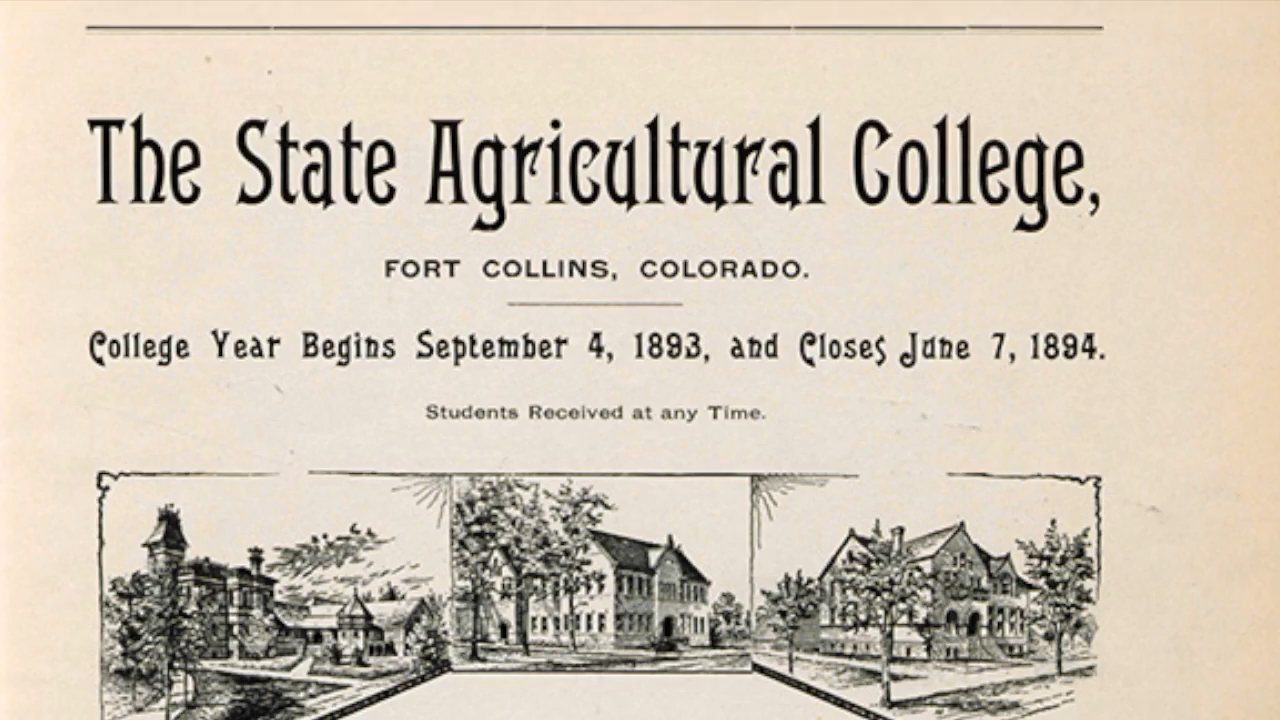 The State Agricultural College,
FORT COLLINS, COLORADO.
College Year Begins September 4, 1893, and Closes June 7, 1894.
Students Received at any Time.